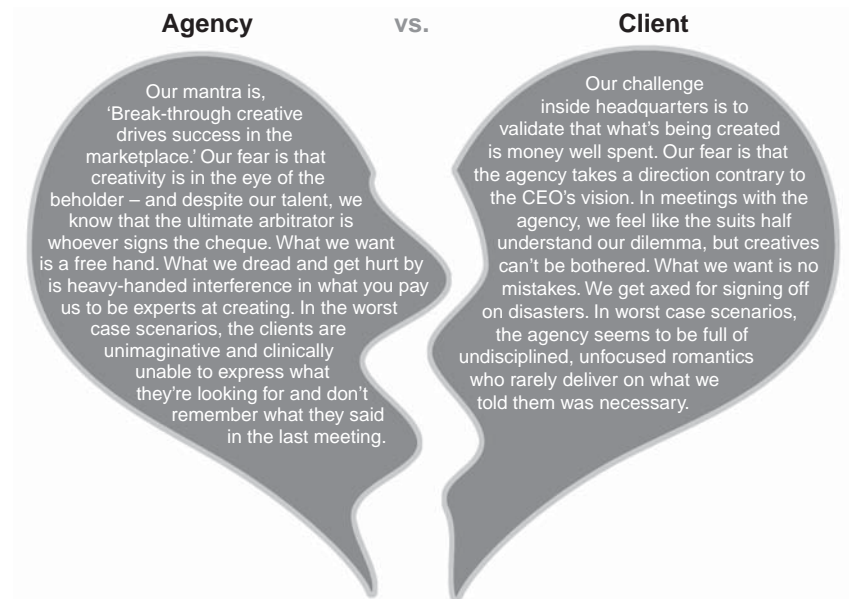 Agency vs. Client
Our mantra is,
‘Break-through creative
drives success in the
marketplace.’ Our fear is that
creativity is in the eye of the
beholder – and despite our talent, we
know that the ultimate arbitrator is
whoever signs the cheque. What we want
is a free hand. What we dread and get hurt by
is heavy-handed interference in what you pay
us to be experts at creating. In the worst
case scenarios, the clients are
unimaginative and clinically
unable to express what
they’re looking for and don’t
remember what they said
in the last meeting.
Our challenge
inside headquarters is to
validate that what’s being created
is money well spent. Our fear is that
the agency takes a direction contrary to
the CEO’s vision. In meetings with the
agency, we feel like the suits half
understand our dilemma, but creatives
can’t be bothered. What we want is no
mistakes. We get axed for signing off
on disasters. In worst case scenarios,
the agency seems to be full of
undisciplined, unfocused romantics
who rarely deliver on what we
told them was necessary.